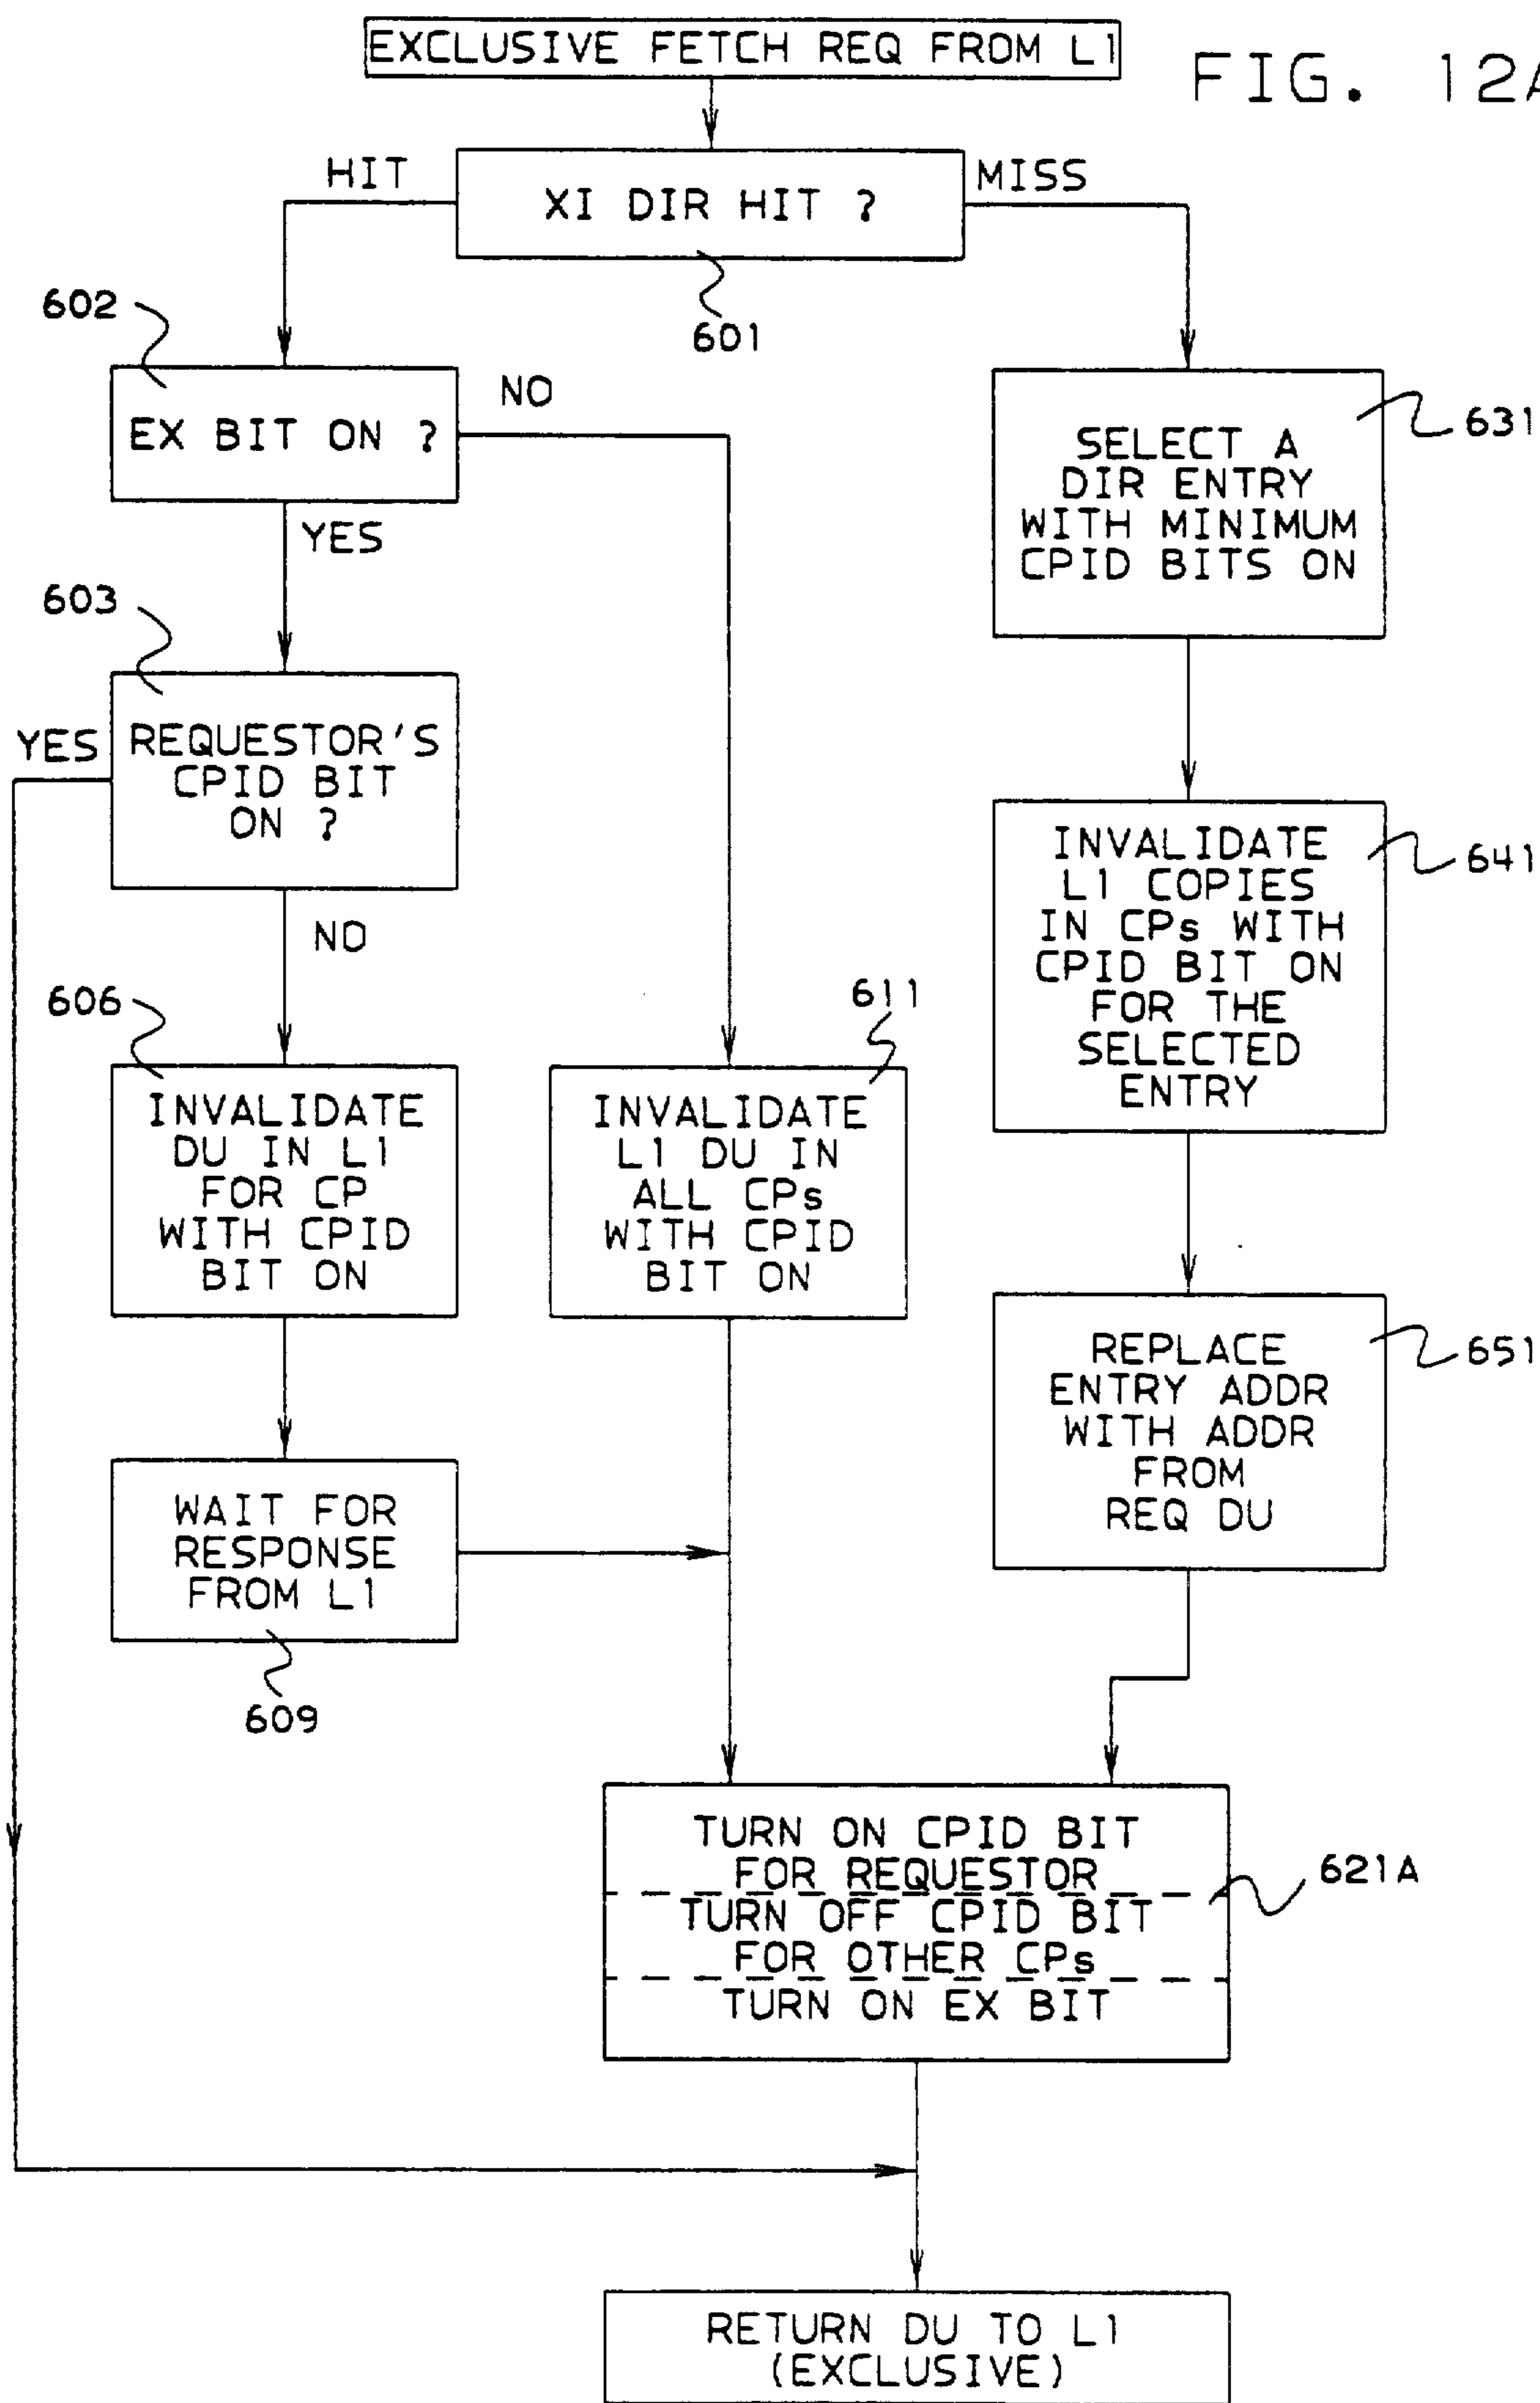 EXCLUSIVE FETCH REQ FROM L1
FIG. 12A
HIT
XI DIR HIT ?
MISS
601
602
EX BIT ON ?
NO
YES
631
SELECT A
DIR ENTRY
WITH MINIMUM
CPID BITS ON
603
YES
REQUESTOR'S
CPID BIT
ON ?
NO
641
INVALIDATE
L1 COPIES
IN CPs WITH
CPID BIT ON
FOR THE
SELECTED
ENTRY
606
INVALIDATE
DU IN L1
FOR CP
WITH CPID
BIT ON
611
INVALIDATE
L1 DU IN
ALL CPs
WITH CPID
BIT ON
651
REPLACE
ENTRY ADDR
WITH ADDR
FROM
REQ DU
WAIT FOR
RESPONSE
FROM L1
609
TURN ON CPID BIT
FOR REQUESTOR
TURN OFF CPID BIT
FOR OTHER CPs
TURN ON EX BIT
621A
RETURN DU TO L1
(EXCLUSIVE)